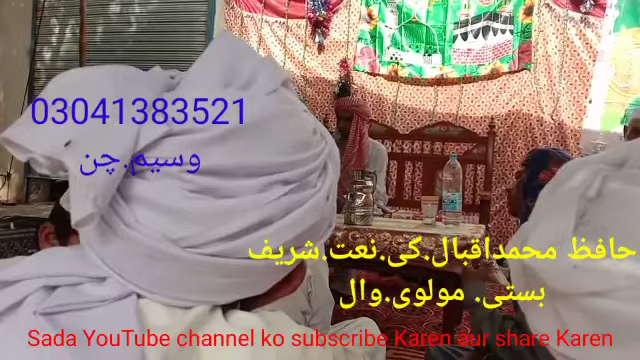 03041383521
وسیم.چن
حافظ محمداقبال.کی.نعت.شریف
بستی. مولوی.وال
Sada YouTube channel ko subscribe Karen aur share Karen